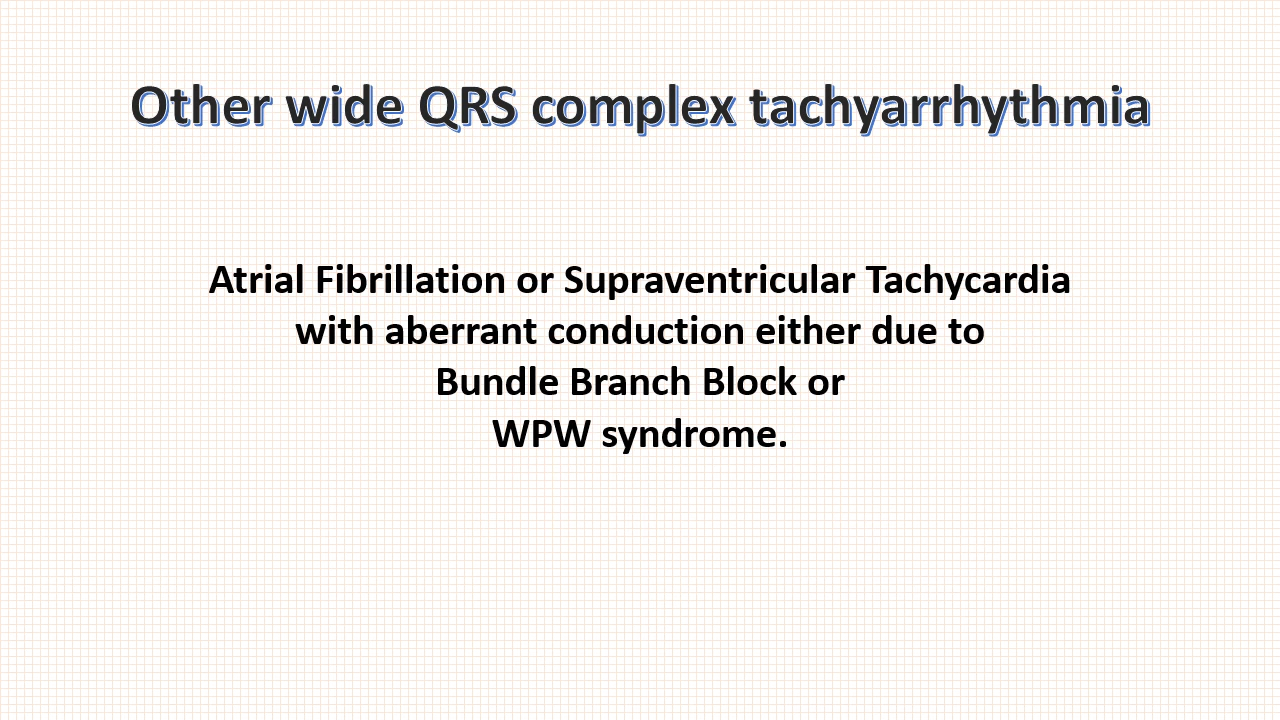 Other wide QRS complex tachyarrhythmia
Atrial Fibrillation or Supraventricular Tachycardia
with aberrant conduction either due to
Bundle Branch Block or
WPW syndrome.